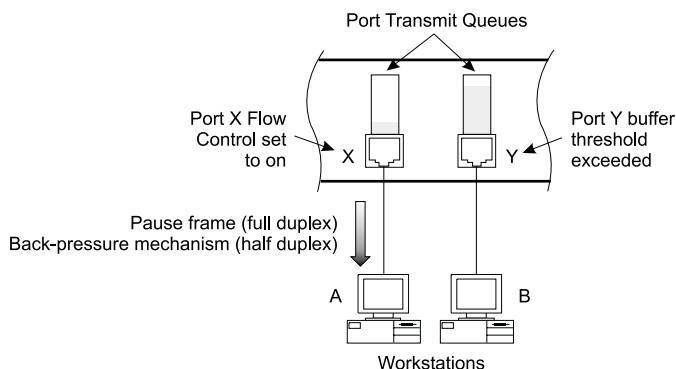 Port Transmit Queues
Port X Flow
Control set
to on
X
Y
Port Y buffer
threshold
exceeded
Pause frame (full duplex)
Back-pressure mechanism (half duplex)
A
B
Workstations